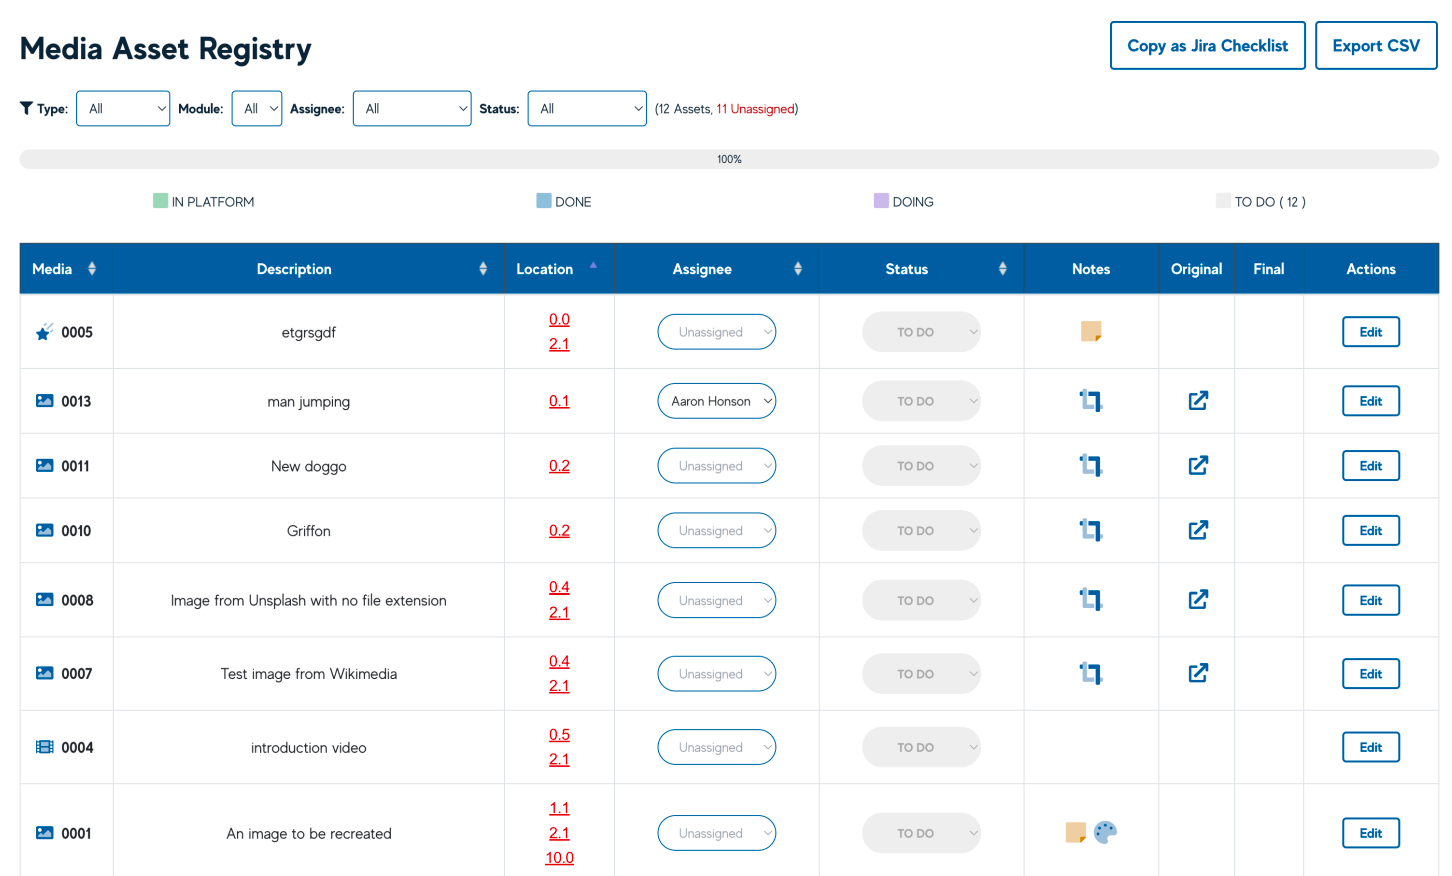 Media Asset Registry
Copy as Jira Checklist
Export CSV
Type: All Module: All Assignee: All Status: All (12 Assets, 11 Unassigned)
100%
IN PLATFORM DONE DOING TO DO ( 12 )
Media Description Location Assignee Status Notes Original Final Actions
0005 etgrsgdf 0.0 Unassigned TO DO Edit
2.1
0013 man jumping 0.1 Aaron Honson TO DO Edit
0011 New doggo 0.2 Unassigned TO DO Edit
0010 Griffon 0.2 Unassigned TO DO Edit
0008 Image from Unsplash with no file extension 0.4 Unassigned TO DO Edit
2.1
0007 Test image from Wikimedia 0.4 Unassigned TO DO Edit
2.1
0004 introduction video 0.5 Unassigned TO DO Edit
2.1
1.1
0001 An image to be recreated 2.1 Unassigned TO DO Edit
10.0